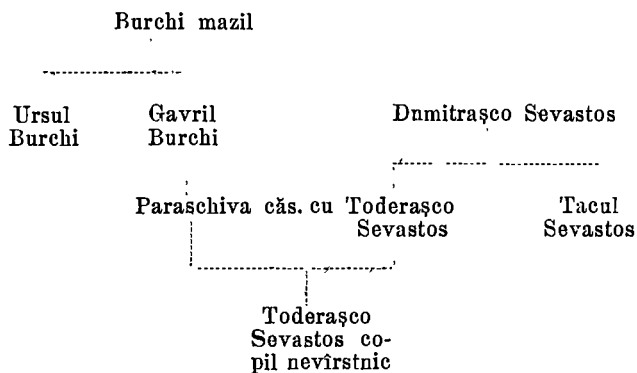 Burchi mazil
Ursul Gavril Dumitrașco Sevastos
Burchi Burchi
Paraschiva căs. cu Toderașco Tacul
Sevastos Sevastos
Toderașco
Sevastos co-
pil nevîrstnic